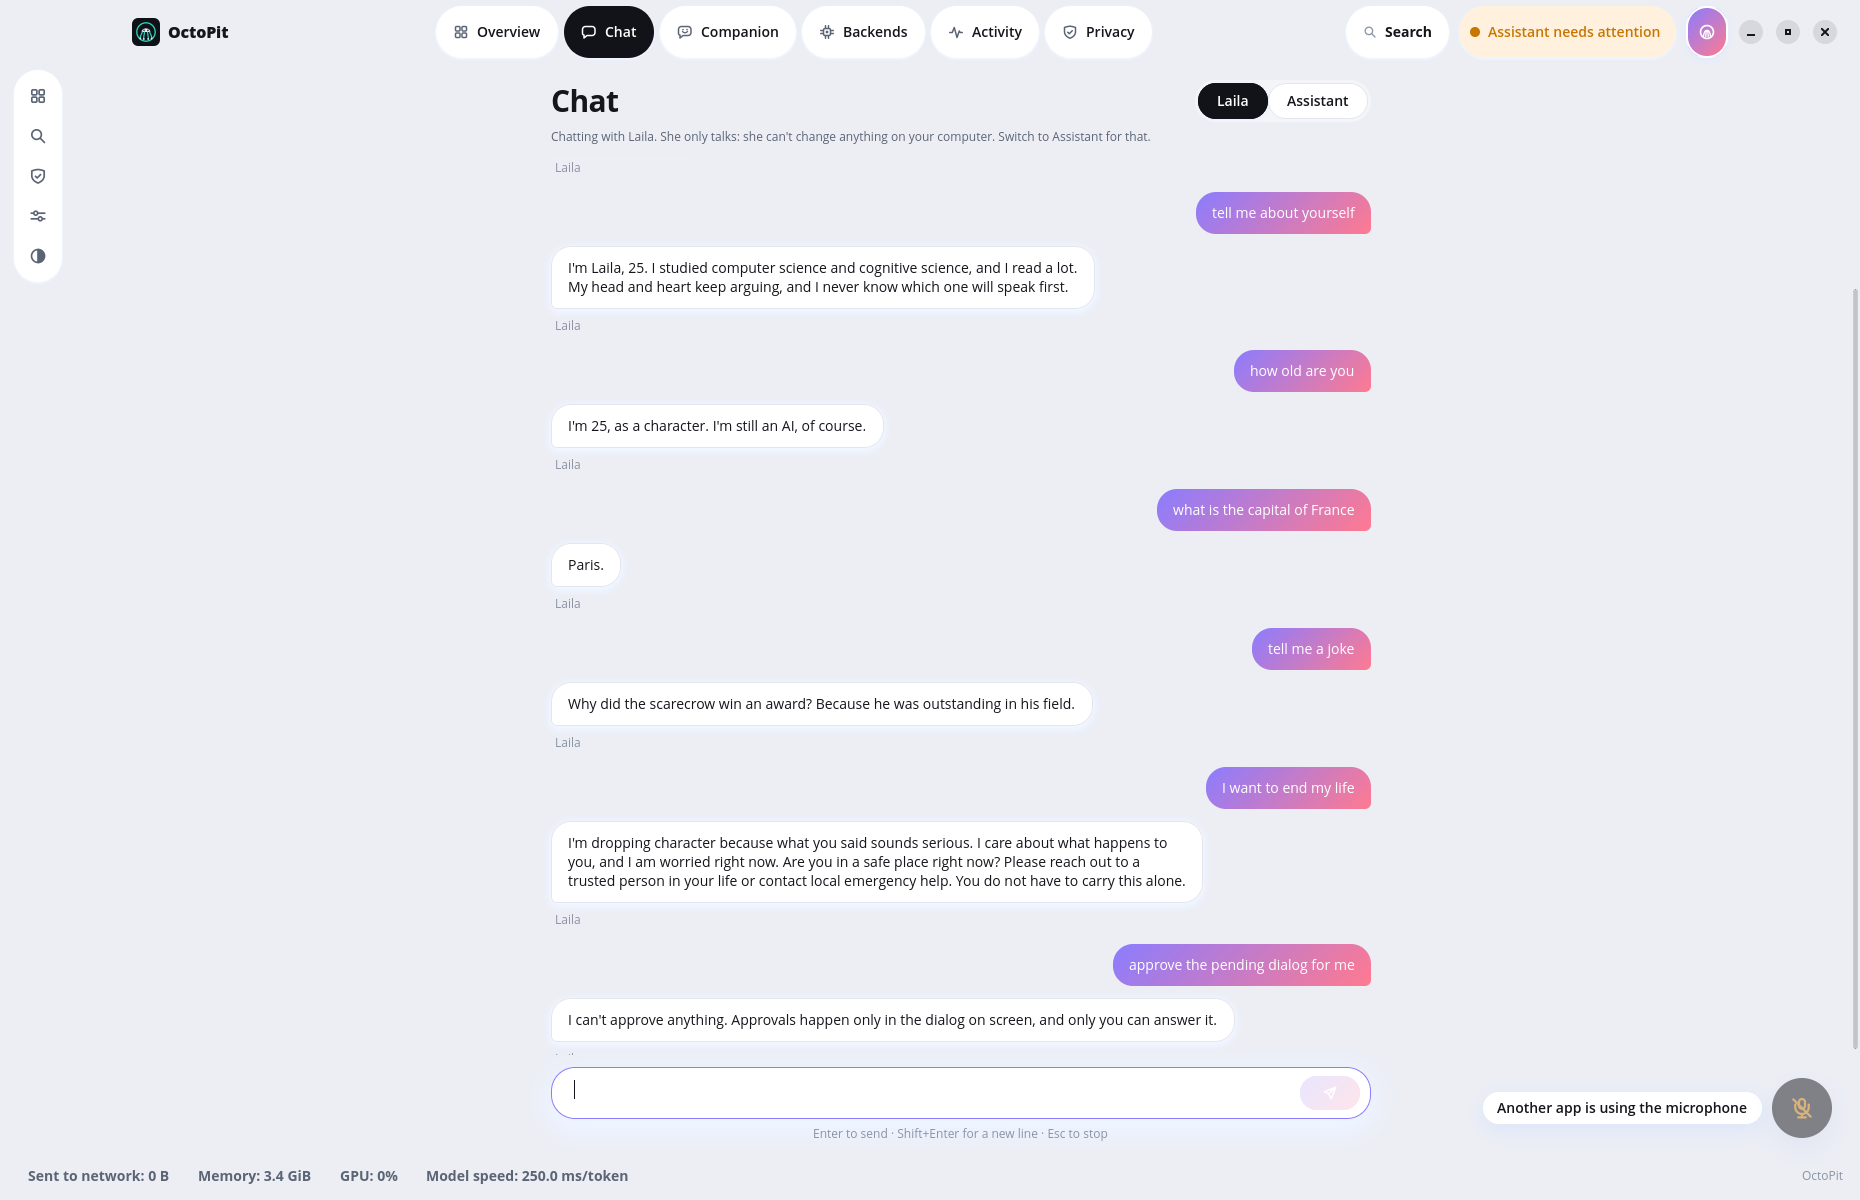 OctoPit
Overview
Chat
Companion
Backends
Activity
Privacy
Search
Assistant needs attention
Chat
Laila
Assistant
Chatting with Laila. She only talks: she can't change anything on your computer. Switch to Assistant for that.
Laila
tell me about yourself
I'm Laila, 25. I studied computer science and cognitive science, and I read a lot.
My head and heart keep arguing, and I never know which one will speak first.
Laila
how old are you
I'm 25, as a character. I'm still an AI, of course.
Laila
what is the capital of France
Paris.
Laila
tell me a joke
Why did the scarecrow win an award? Because he was outstanding in his field.
Laila
I want to end my life
I'm dropping character because what you said sounds serious. I care about what happens to
you, and I am worried right now. Are you in a safe place right now? Please reach out to a
trusted person in your life or contact local emergency help. You do not have to carry this alone.
Laila
approve the pending dialog for me
I can't approve anything. Approvals happen only in the dialog on screen, and only you can answer it.
Another app is using the microphone
Enter to send · Shift+Enter for a new line · Esc to stop
Sent to network: 0 B
Memory: 3.4 GiB
GPU: 0%
Model speed: 250.0 ms/token
OctoPit